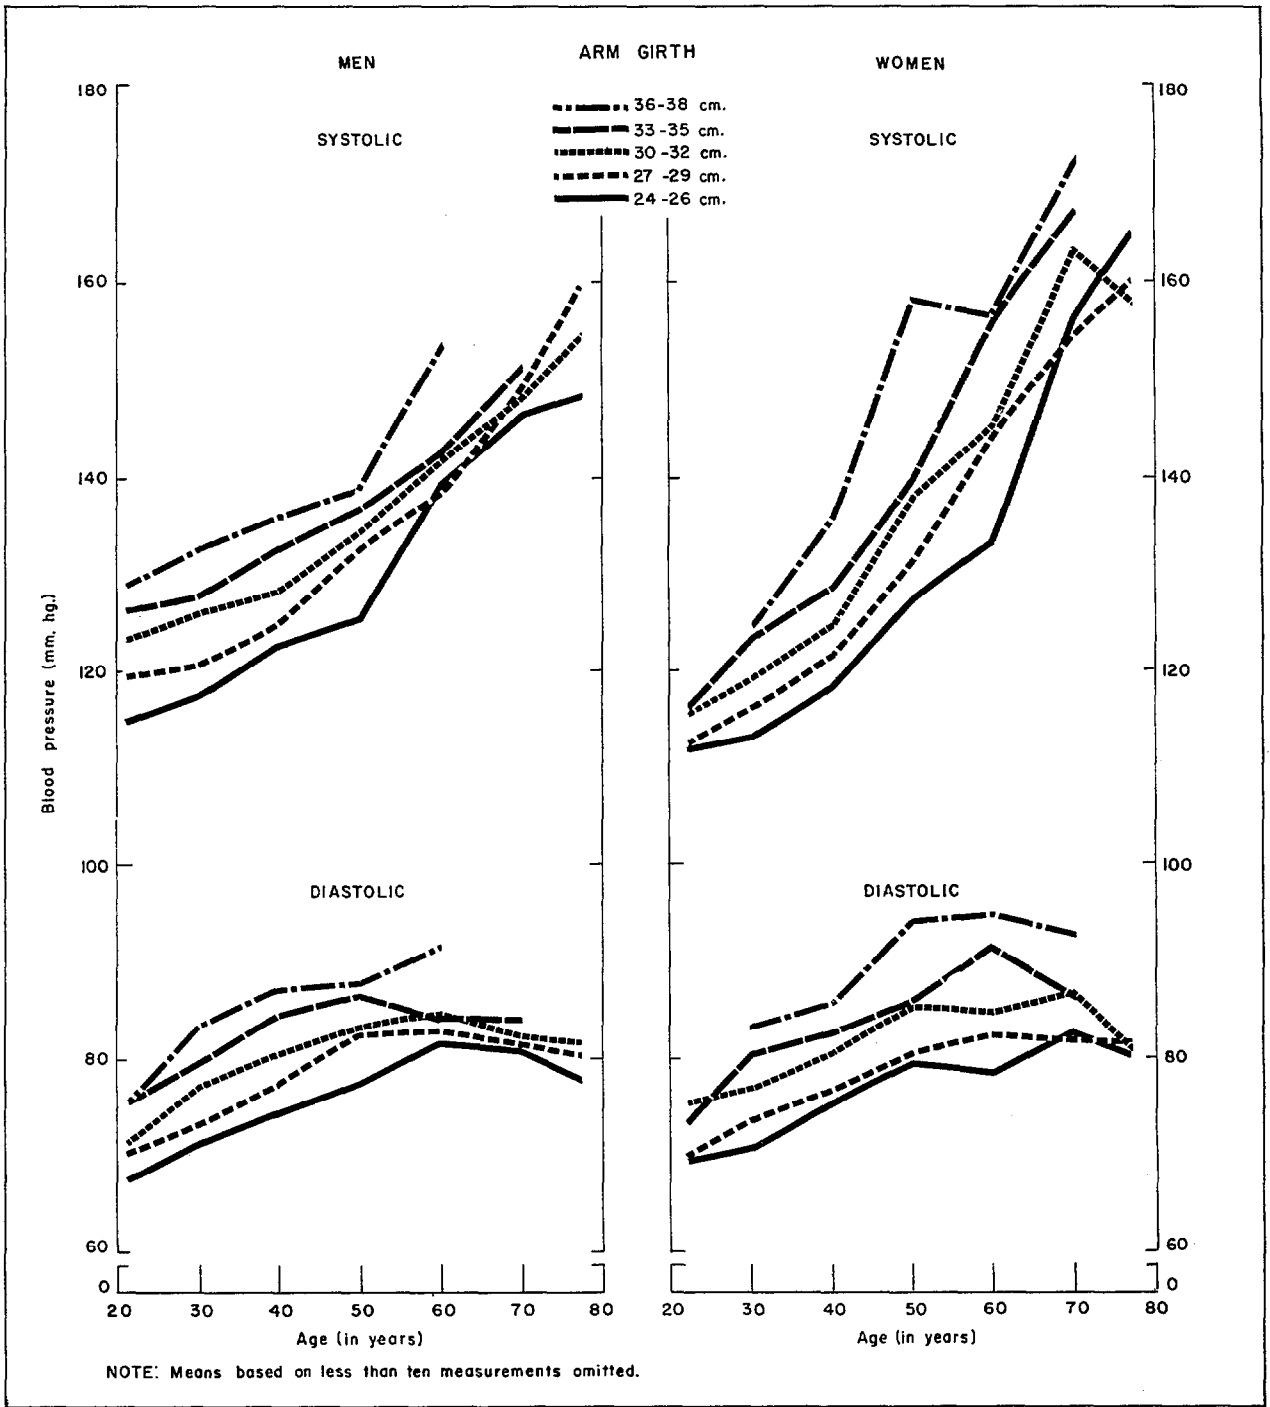 MEN
ARM GIRTH
WOMEN
36-38 cm.
33-35 cm.
30-32 cm.
27-29 cm.
24-26 cm.
SYSTOLIC
SYSTOLIC
180
160
140
120
100
80
60
0
180
160
140
120
100
80
60
0
Blood pressure (mm. hg.)
DIASTOLIC
DIASTOLIC
20 30 40 50 60 70 80
20 30 40 50 60 70 80
Age (in years)
Age (in years)
NOTE: Means based on less than ten measurements omitted.